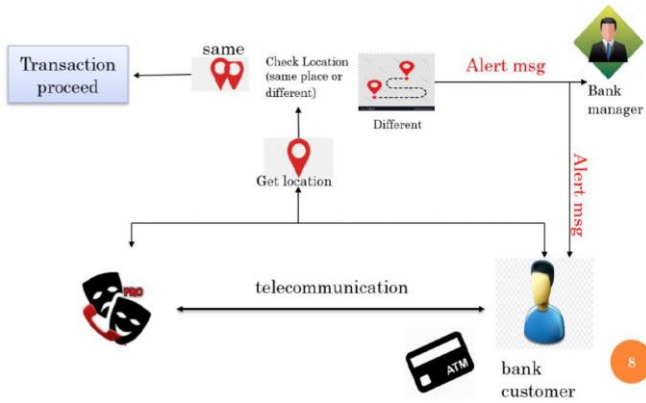 same
Transaction
proceed
Check Location
(same place or
different)
Different
Alert msg
Bank
manager
Alert msg
Get location
PRO
telecommunication
ATM
bank
customer
8